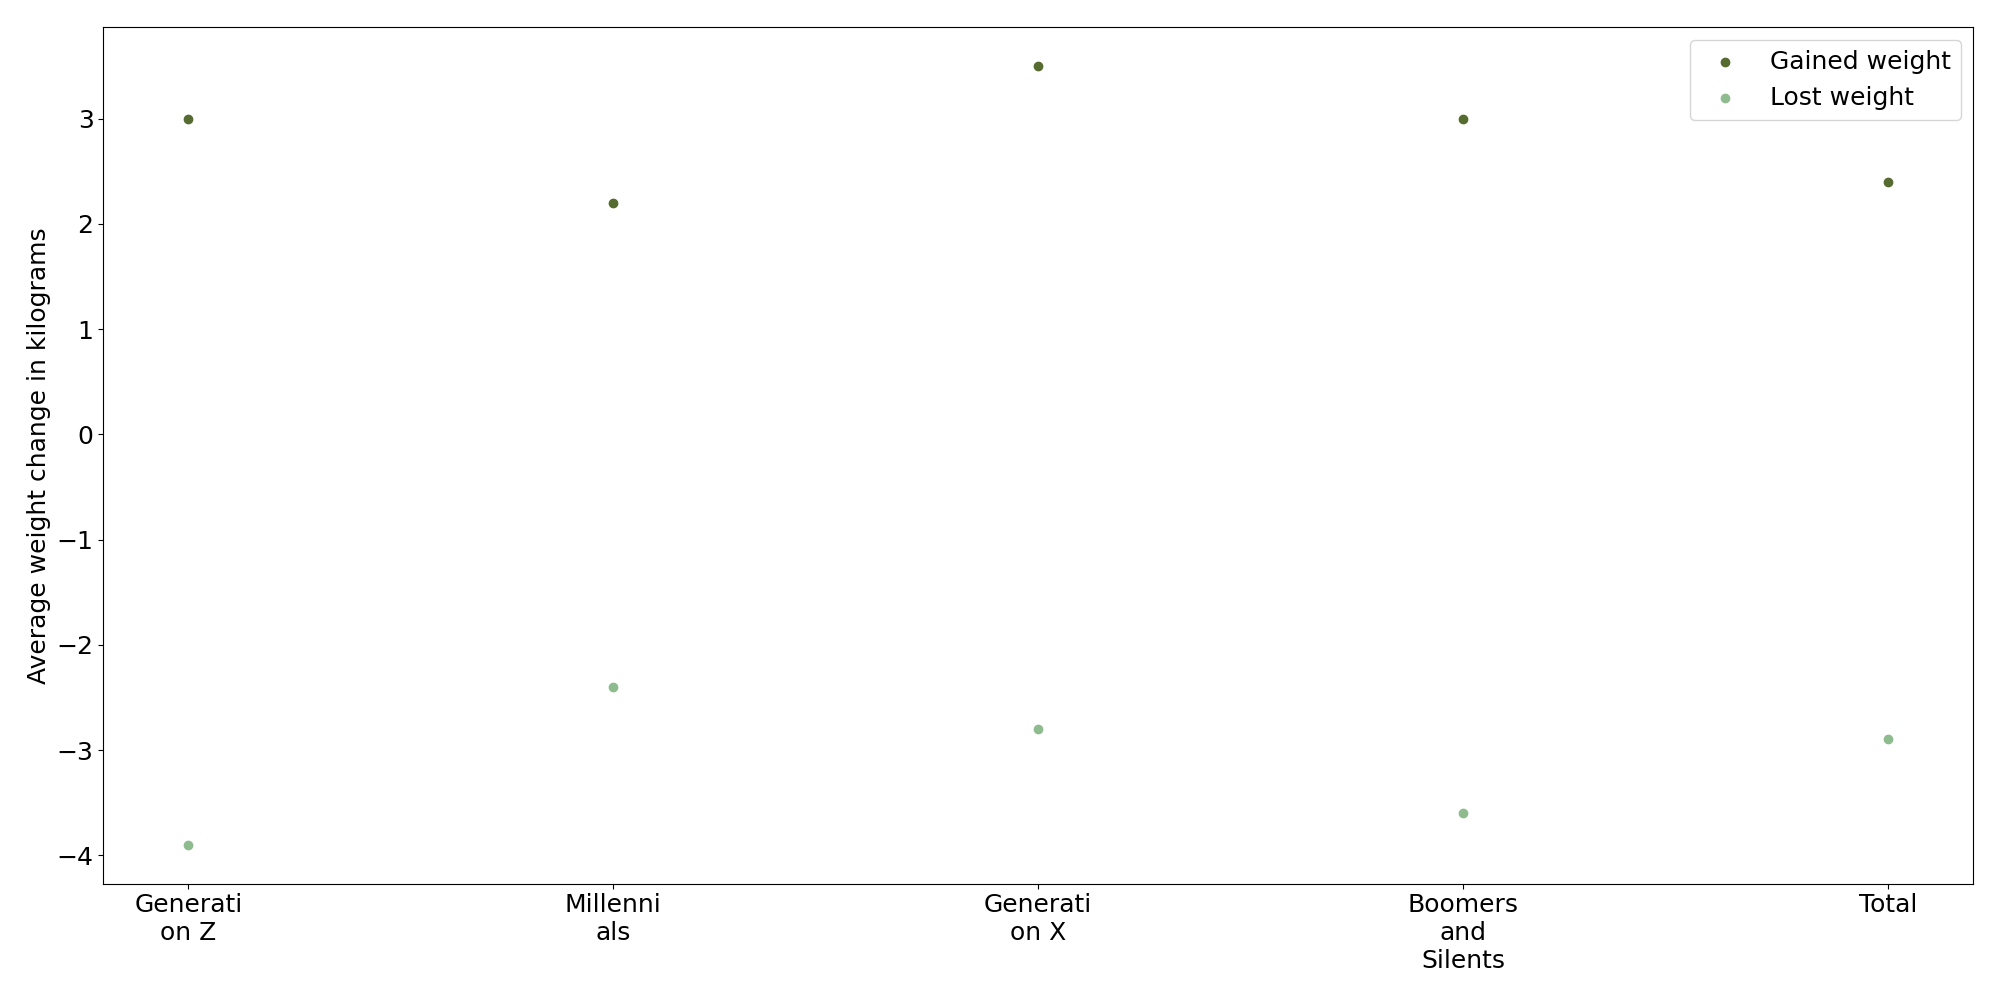 Gained weight
Lost weight
Average weight change in kilograms
3
2
1
0
−1
−2
−3
−4
Generati
on Z
Millenni
als
Generati
on X
Boomers
and
Silents
Total